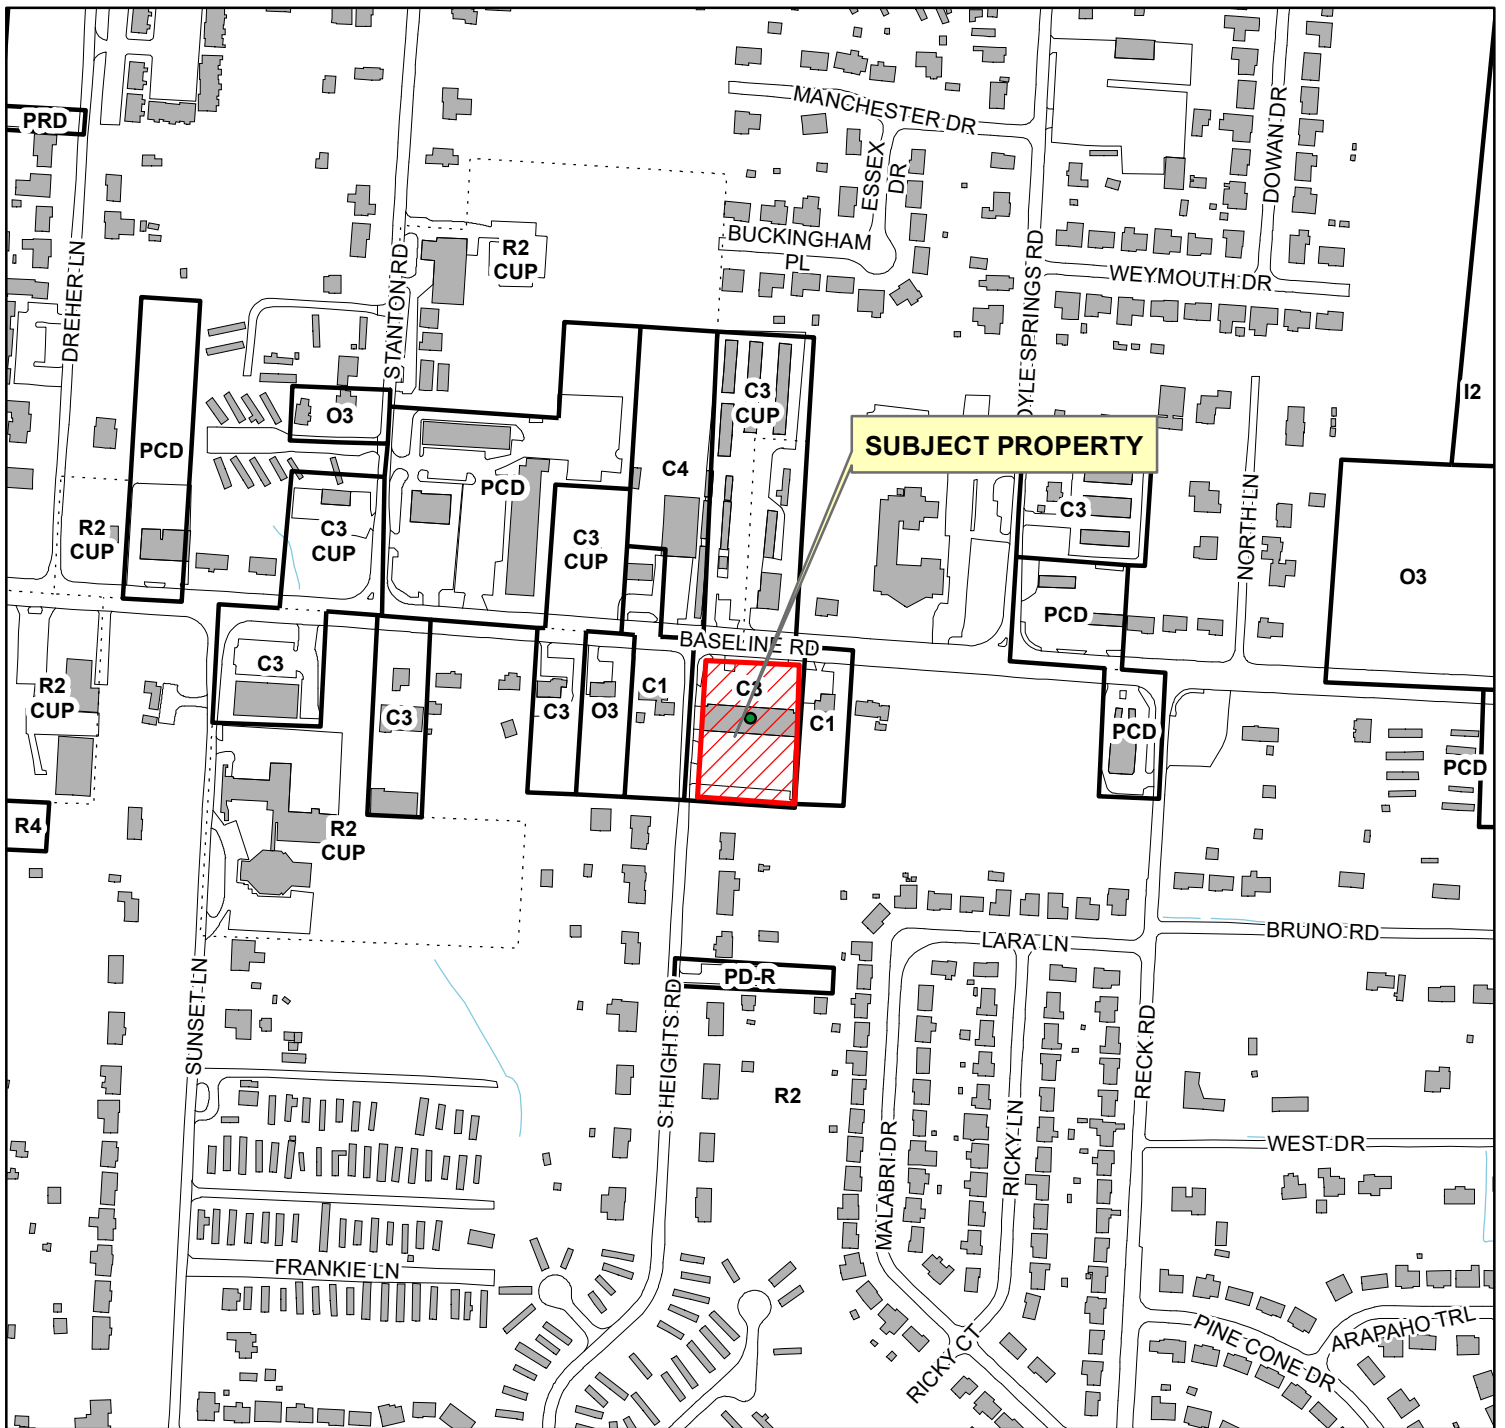 MANCHESTER DR
DOWAN DR
PRD
ESSEX
DR
BUCKINGHAM
PL
R2
CUP
DREHER LN
STANTON RD
OYLE SPRINGS RD
WEYMOUTH DR
I2
C3
CUP
O3
SUBJECT PROPERTY
PCD
C4
PCD
C3
R2
CUP
C3
CUP
C3
CUP
NORTH LN
O3
PCD
BASELINE RD
C3
R2
CUP
C1
C3
C3
C3
O3
C1
PCD
PCD
R4
R2
CUP
LARA LN
BRUNO RD
PD-R
SUNSET LN
S HEIGHTS RD
RECK RD
R2
MALABRI DR
RICKY LN
WEST DR
FRANKIE LN
RICKY CT
PINE CONE DR
ARAPAHO TRL